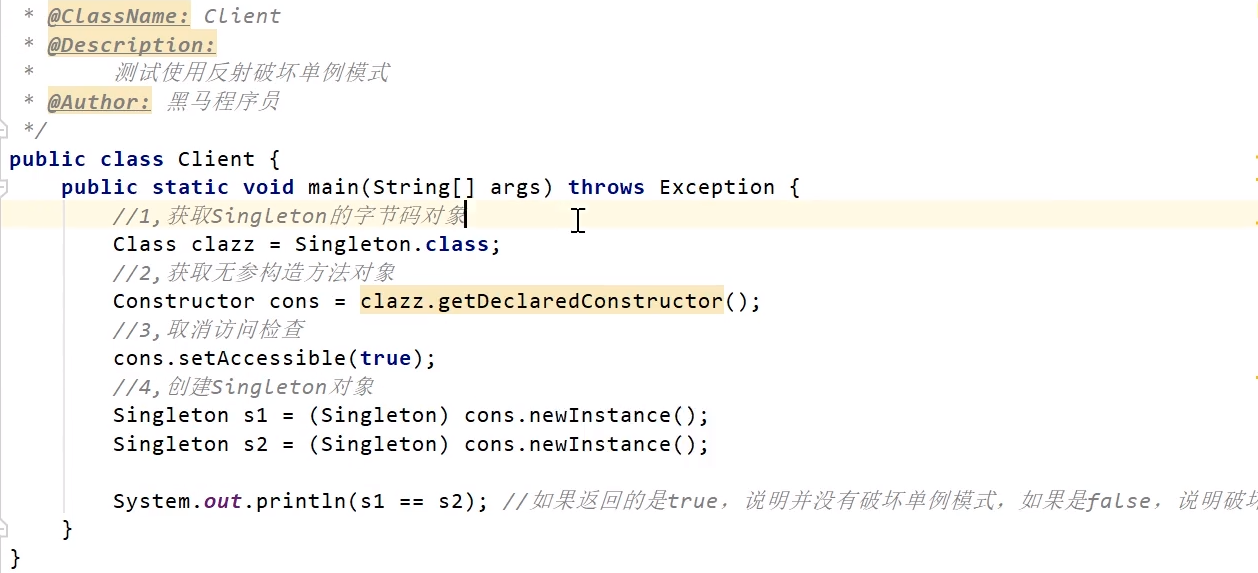 * @ClassName: Client
* @Description:
*      测试使用反射破坏单例模式
* @Author: 黑马程序员
*/
public class Client {
    public static void main(String[] args) throws Exception {
        //1,获取Singleton的字节码对象
        Class clazz = Singleton.class;
        //2,获取无参构造方法对象
        Constructor cons = clazz.getDeclaredConstructor();
        //3,取消访问检查
        cons.setAccessible(true);
        //4,创建Singleton对象
        Singleton s1 = (Singleton) cons.newInstance();
        Singleton s2 = (Singleton) cons.newInstance();
        System.out.println(s1 == s2); //如果返回的是true，说明并没有破坏单例模式，如果是false，说明破坏
    }
}